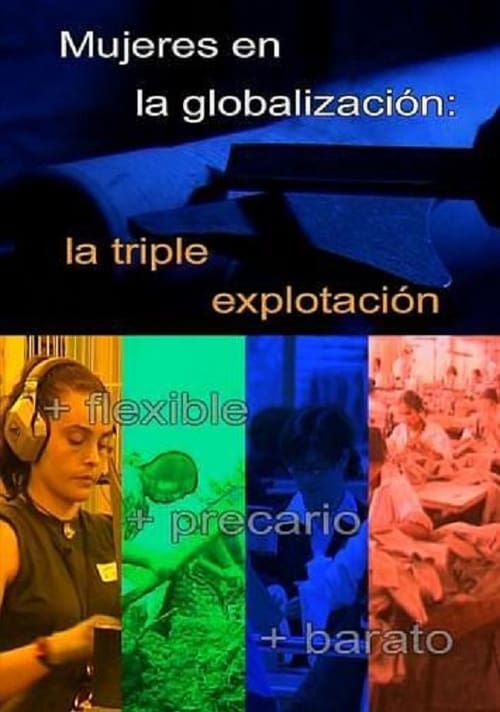 Mujeres en
la globalización:
la triple
explotación
+ flexible
+ precario
+ barato